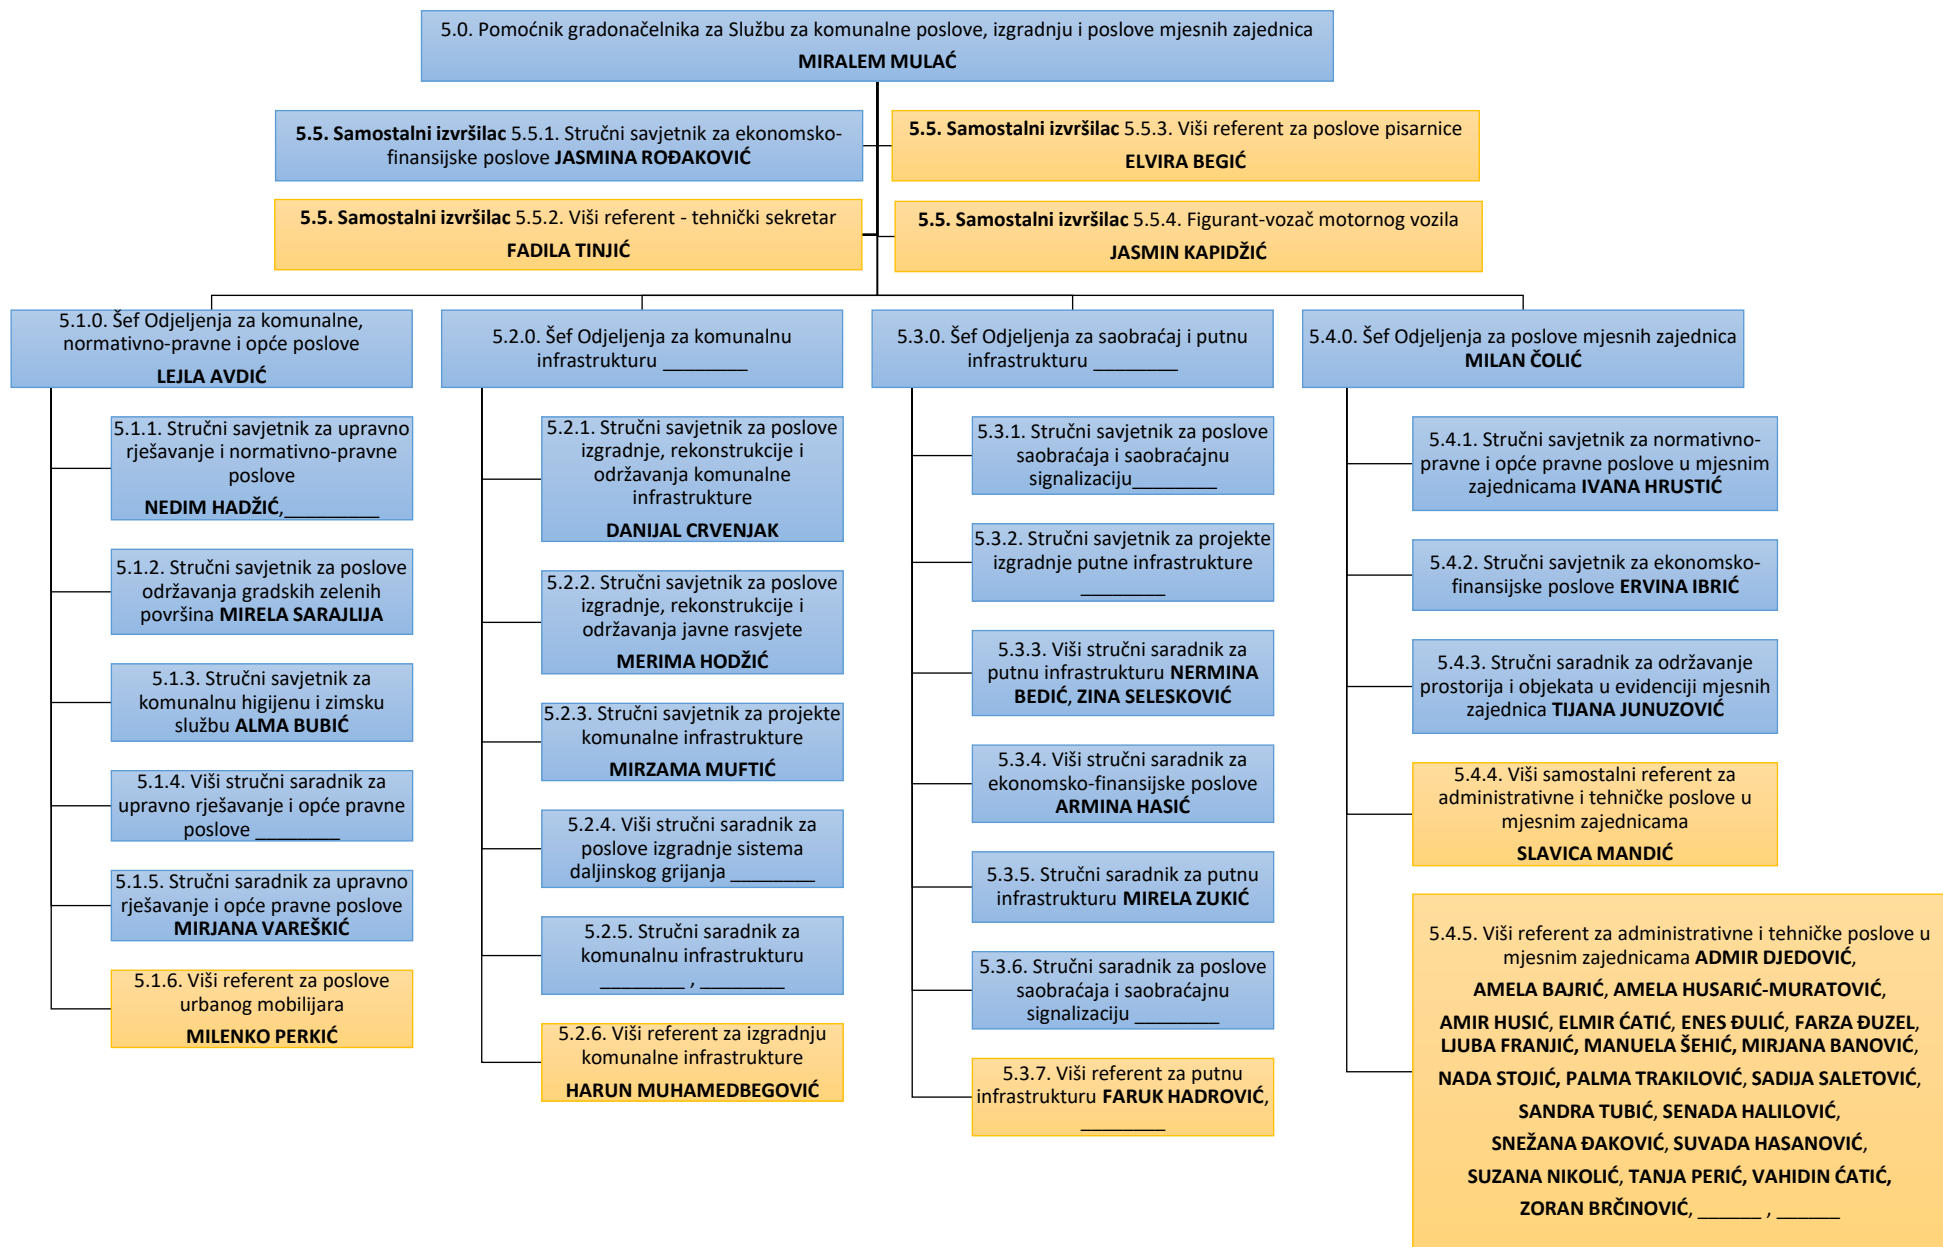 5.0. Pomoćnik gradonačelnika za Službu za komunalne poslove, izgradnju i poslove mjesnih zajednica
MIRALEM MULAĆ
5.5. Samostalni izvršilac 5.5.1. Stručni savjetnik za ekonomsko-
finansijske poslove JASMINA ROĐAKOVIĆ
5.5. Samostalni izvršilac 5.5.3. Viši referent za poslove pisarnice
ELVIRA BEGIĆ
5.5. Samostalni izvršilac 5.5.2. Viši referent - tehnički sekretar
FADILA TINJIĆ
5.5. Samostalni izvršilac 5.5.4. Figurant-vozač motornog vozila
JASMIN KAPIDŽIĆ
5.1.0. Šef Odjeljenja za komunalne,
normativno-pravne i opće poslove
LEJLA AVDIĆ
5.1.1. Stručni savjetnik za upravno
rješavanje i normativno-pravne
poslove
NEDIM HADŽIĆ,_________
5.1.2. Stručni savjetnik za poslove
održavanja gradskih zelenih
površina MIRELA SARAJLIJA
5.1.3. Stručni savjetnik za
komunalnu higijenu i zimsku
službu ALMA BUBIĆ
5.1.4. Viši stručni saradnik za
upravno rješavanje i opće pravne
poslove ________
5.1.5. Stručni saradnik za upravno
rješavanje i opće pravne poslove
MIRJANA VAREŠKIĆ
5.1.6. Viši referent za poslove
urbanog mobilijara
MILENKO PERKIĆ
5.2.0. Šef Odjeljenja za komunalnu
infrastrukturu ________
5.2.1. Stručni savjetnik za poslove
izgradnje, rekonstrukcije i
održavanja komunalne
infrastrukture
DANIJAL CRVENJAK
5.2.2. Stručni savjetnik za poslove
izgradnje, rekonstrukcije i
održavanja javne rasvjete
MERIMA HODŽIĆ
5.2.3. Stručni savjetnik za projekte
komunalne infrastrukture
MIRZAMA MUFTIĆ
5.2.4. Viši stručni saradnik za
poslove izgradnje sistema
daljinskog grijanja ________
5.2.5. Stručni saradnik za
komunalnu infrastrukturu
________ , ________
5.2.6. Viši referent za izgradnju
komunalne infrastrukture
HARUN MUHAMEDBEGOVIĆ
5.3.0. Šef Odjeljenja za saobraćaj i putnu
infrastrukturu ________
5.3.1. Stručni savjetnik za poslove
saobraćaja i saobraćajnu
signalizaciju________
5.3.2. Stručni savjetnik za projekte
izgradnje putne infrastrukture
________
5.3.3. Viši stručni saradnik za
putnu infrastrukturu NERMINA
BEDIĆ, ZINA SELESKOVIĆ
5.3.4. Viši stručni saradnik za
ekonomsko-finansijske poslove
ARMINA HASIĆ
5.3.5. Stručni saradnik za putnu
infrastrukturu MIRELA ZUKIĆ
5.3.6. Stručni saradnik za poslove
saobraćaja i saobraćajnu
signalizaciju ________
5.3.7. Viši referent za putnu
infrastrukturu FARUK HADROVIĆ,
________
5.4.0. Šef Odjeljenja za poslove mjesnih zajednica
MILAN ČOLIĆ
5.4.1. Stručni savjetnik za normativno-
pravne i opće pravne poslove u mjesnim
zajednicama IVANA HRUSTIĆ
5.4.2. Stručni savjetnik za ekonomsko-
finansijske poslove ERVINA IBRIĆ
5.4.3. Stručni saradnik za održavanje
prostorija i objekata u evidenciji mjesnih
zajednica TIJANA JUNUZOVIĆ
5.4.4. Viši samostalni referent za
administrativne i tehničke poslove u
mjesnim zajednicama
SLAVICA MANDIĆ
5.4.5. Viši referent za administrativne i tehničke poslove u
mjesnim zajednicama ADMIR DJEDOVIĆ,
AMELA BAJRIĆ, AMELA HUSARIĆ-MURATOVIĆ,
AMIR HUSIĆ, ELMIR ĆATIĆ, ENES ĐULIĆ, FARZA ĐUZEL,
LJUBA FRANJIĆ, MANUELA ŠEHIĆ, MIRJANA BANOVIĆ,
NADA STOJIĆ, PALMA TRAKILOVIĆ, SADIJA SALETOVIĆ,
SANDRA TUBIĆ, SENADA HALILOVIĆ,
SNEŽANA ĐAKOVIĆ, SUVADA HASANOVIĆ,
SUZANA NIKOLIĆ, TANJA PERIĆ, VAHIDIN ĆATIĆ,
ZORAN BRČINOVIĆ, ______ , ______